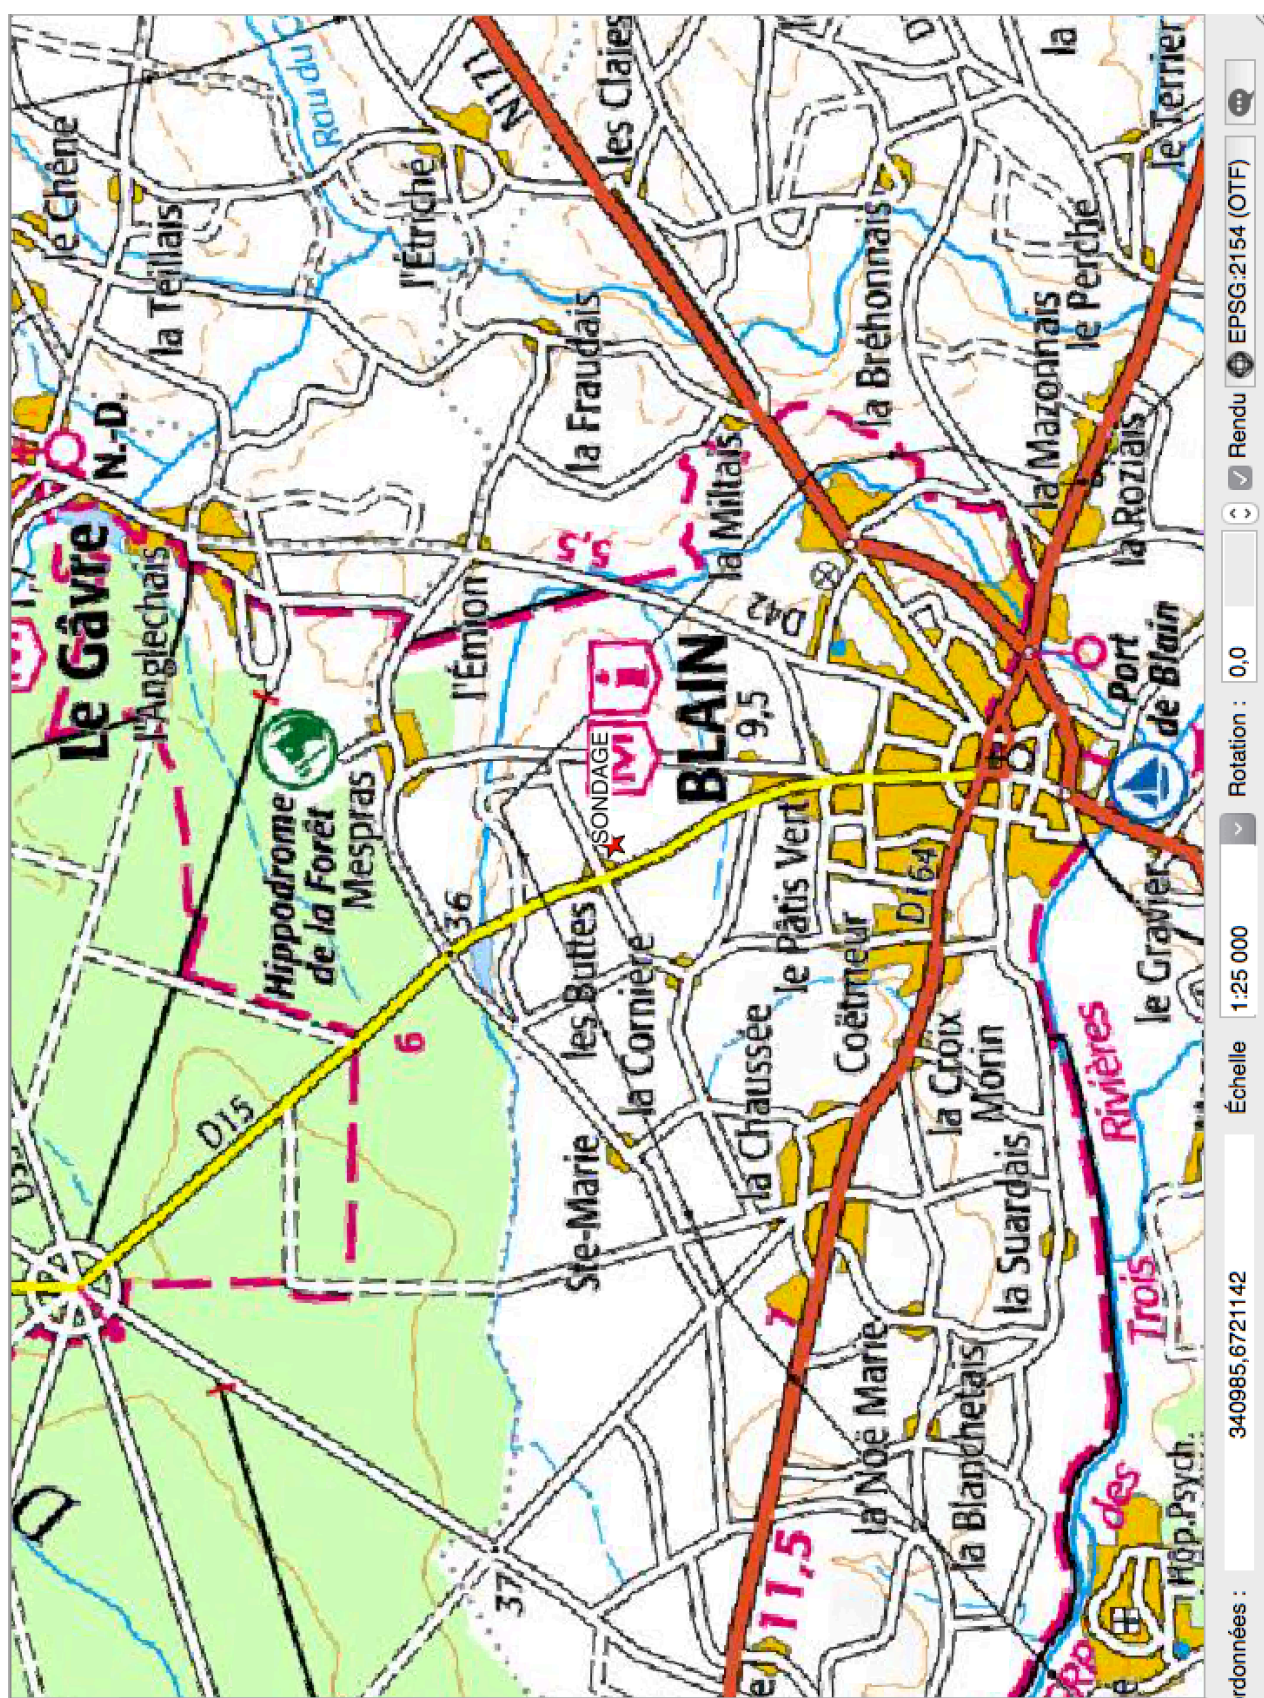 le Chêne
la Teillais
Rau du
l'Étriché
N171
les Claies
la
le Terrier
N.-D.
Le Gâvre
l'Anglechais
la Fraudais
la Bréhonnais
le Perche
la Mazonnais
la Roziais
la Miltais
5,5
l'Émion
D42
BLAIN
9,5
i
M
SONDAGE
Port
de Blain
Hippodrome
de la Forêt
Mespras
36
les Buttes
la Cornière
le Pâtis Vert
D164
Coëtmeur
le Gravier
6
D15
la Chaussée
la Croix
Morin
Ste-Marie
la Suardais
Rivières
Trois
des
7
la Noë Marie
la Blanchetais
37
11,5
Hôp. Psych.
rdonnées :
340985,6721142
Échelle
1:25 000
Rotation :
0,0
Rendu
EPSG:2154 (OTF)